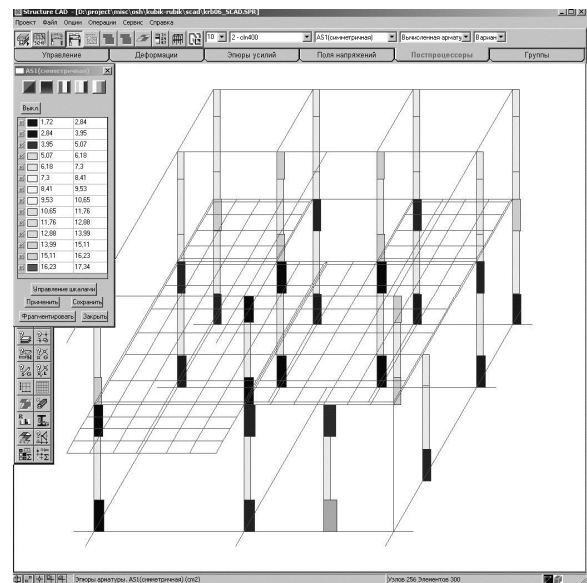 Structure CAD - [D:\project\misc\osh\kubik-rubik\scad\krb06_SCAD.SPR]
Проект Файл Опции Операции Сервис Справка
10 2 - cln400 AS1(симметричная) Вычисленная армату Вариан
Управление Деформации Эпюры усилий Поля напряжений Постпроцессоры Группы
AS1(симметричная)
Выкл.
1,72 2,84
2,84 3,95
3,95 5,07
5,07 6,18
6,18 7,3
7,3 8,41
8,41 9,53
9,53 10,65
10,65 11,76
11,76 12,88
12,88 13,99
13,99 15,11
15,11 16,23
16,23 17,34
Управление шкалами
Применить Сохранить
Фрагментировать Закрыть
Эпюры арматуры. AS1(симметричная) (cm2) Узлов 256 Элементов 300